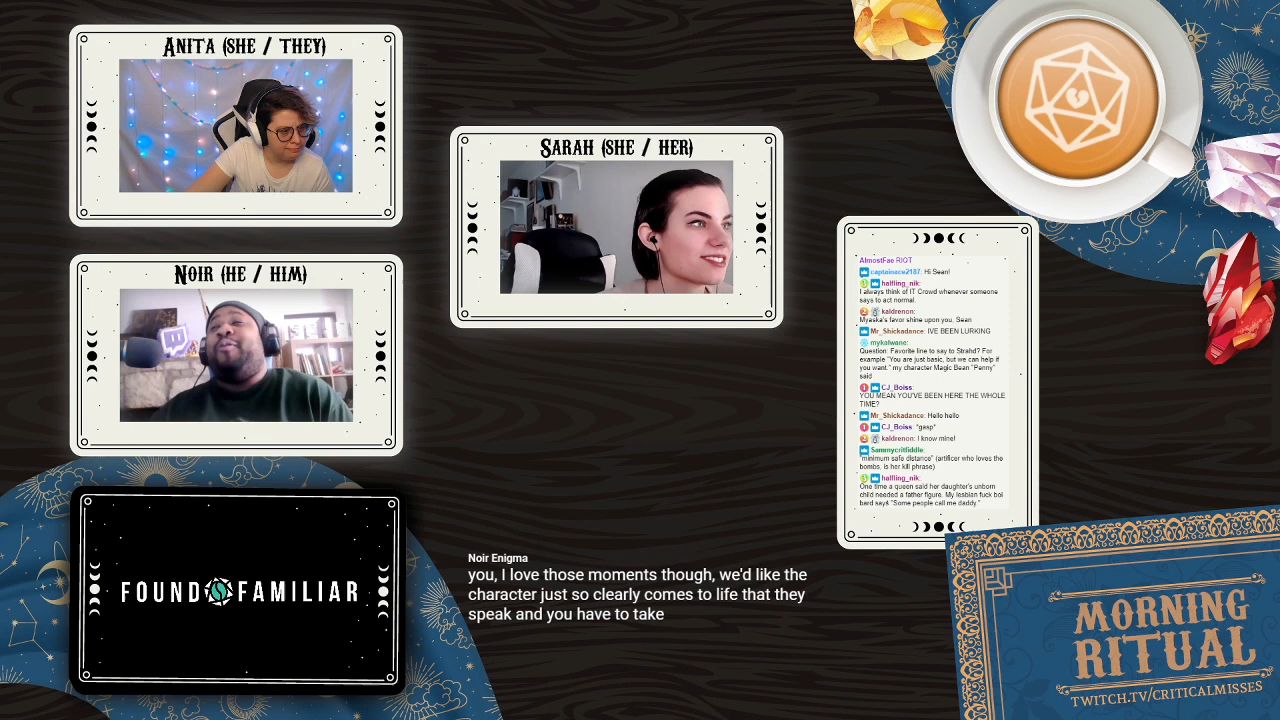 ANITA (SHE / THEY)
SARAH (SHE / HER)
NOIR (HE / HIM)
AlmostFae RIOT
captainace2187: Hi Sean!
halfling_nik:
I always think of IT Crowd whenever someone
says to act normal.
kaldrenon:
Myaska's favor shine upon you, Sean
Mr_Shickadance: IVE BEEN LURKING
mykalwane:
Question: Favorite line to say to Strahd? For
example "You are just basic, but we can help if
you want." my character Magic Bean "Penny"
said
CJ_Boiss:
YOU MEAN YOU'VE BEEN HERE THE WHOLE
TIME?
Mr_Shickadance: Hello hello
CJ_Boiss: *gasp*
kaldrenon: I know mine!
Sammycritfiddle:
"minimum safe distance" (artificer who loves the
bombs, is her kill phrase)
halfling_nik:
One time a queen said her daughter's unborn
child needed a father figure. My lesbian fuck boi
bard says "Some people call me daddy."
FOUND FAMILIAR
Noir Enigma
you, I love those moments though, we'd like the
character just so clearly comes to life that they
speak and you have to take
MORNING
RITUAL
TWITCH.TV/CRITICALMISSES